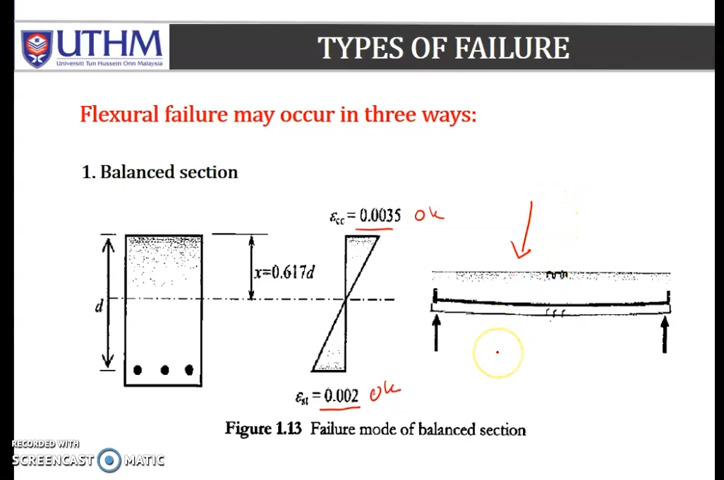 UTHM
Universiti Tun Hussein Onn Malaysia
TYPES OF FAILURE
Flexural failure may occur in three ways:
1. Balanced section
εcc = 0.0035 ok
x=0.617d
d
εst = 0.002 ok
Figure 1.13 Failure mode of balanced section
RECORDED WITH
SCREENCAST MATIC